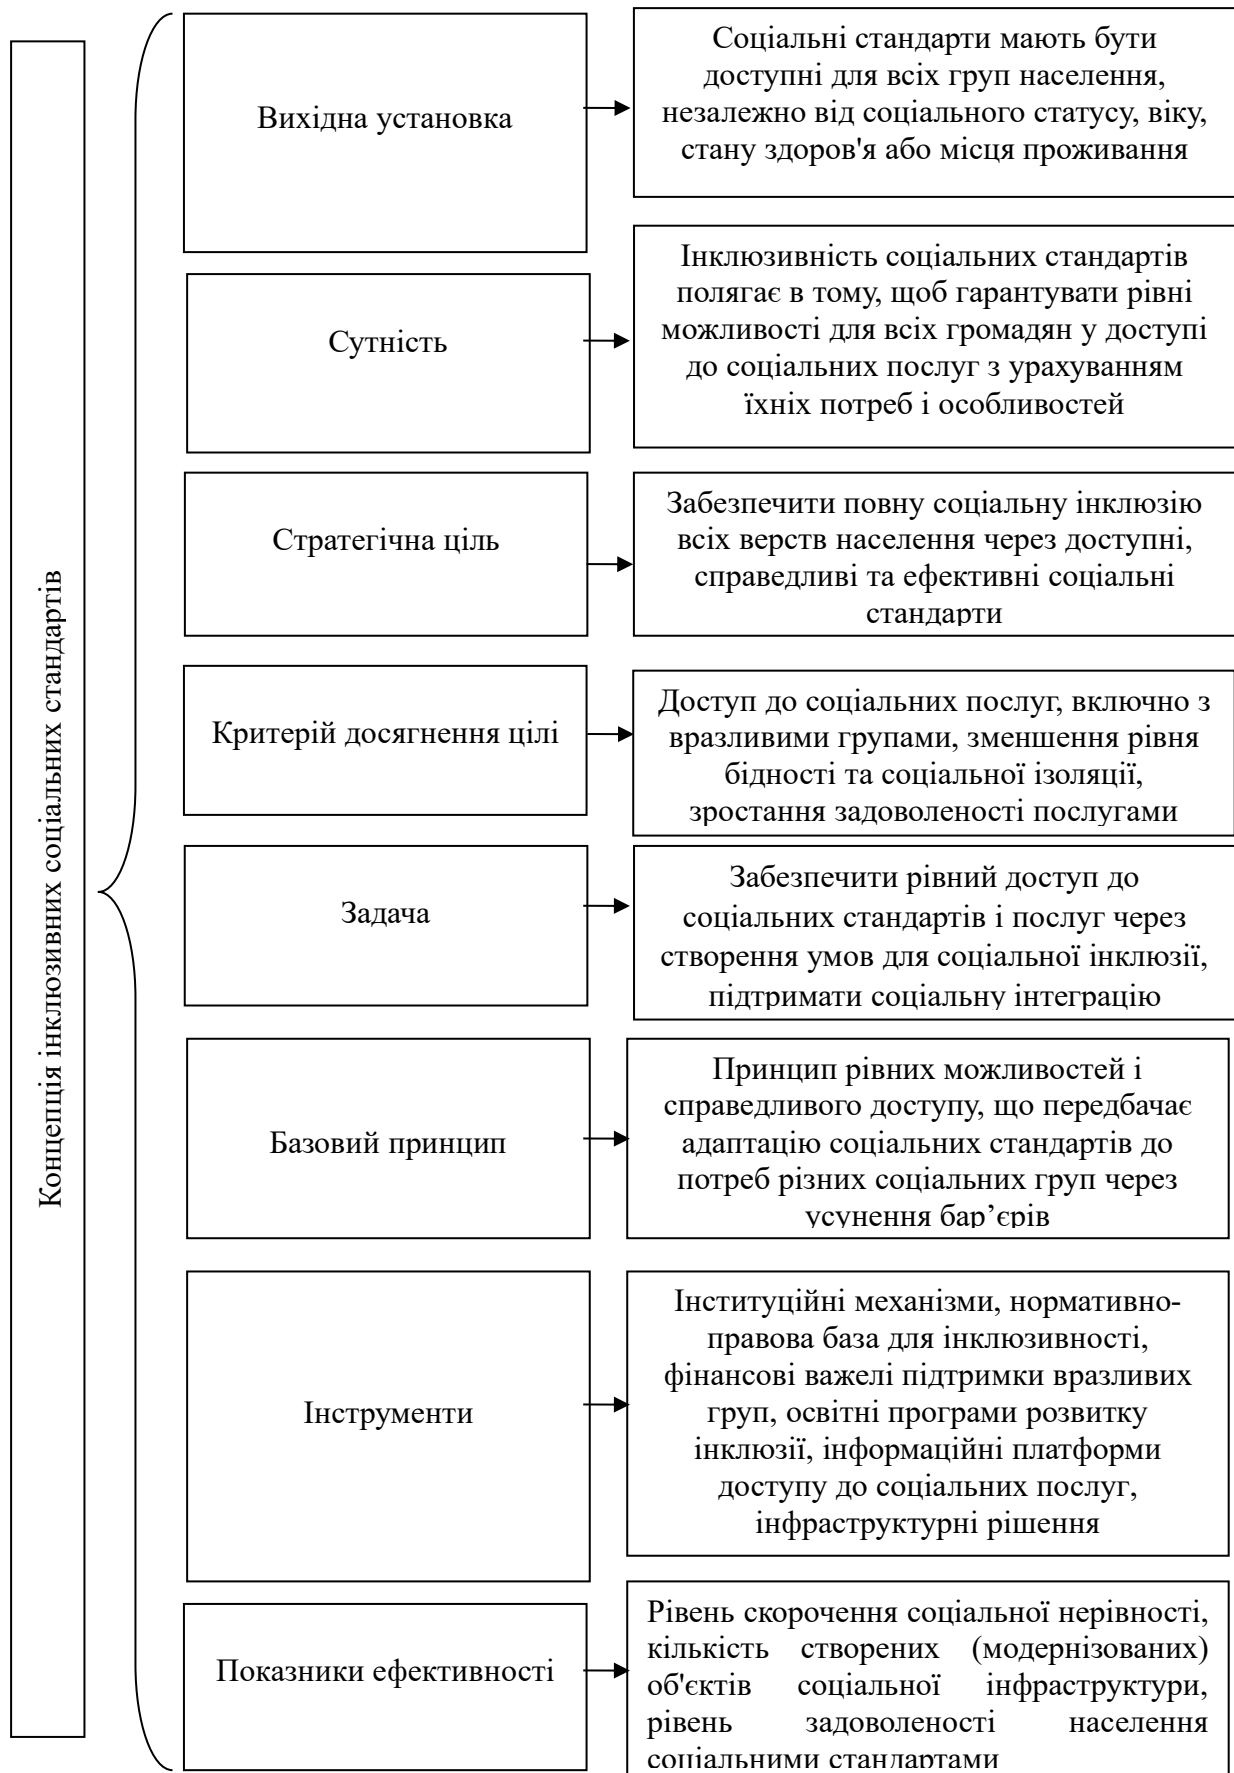 Концепція інклюзивних соціальних стандартів
Вихідна установка
Соціальні стандарти мають бути
доступні для всіх груп населення,
незалежно від соціального статусу, віку,
стану здоров'я або місця проживання
Сутність
Інклюзивність соціальних стандартів
полягає в тому, щоб гарантувати рівні
можливості для всіх громадян у доступі
до соціальних послуг з урахуванням
їхніх потреб і особливостей
Стратегічна ціль
Забезпечити повну соціальну інклюзію
всіх верств населення через доступні,
справедливі та ефективні соціальні
стандарти
Критерій досягнення цілі
Доступ до соціальних послуг, включно з
вразливими групами, зменшення рівня
бідності та соціальної ізоляції,
зростання задоволеності послугами
Задача
Забезпечити рівний доступ до
соціальних стандартів і послуг через
створення умов для соціальної інклюзії,
підтримати соціальну інтеграцію
Базовий принцип
Принцип рівних можливостей і
справедливого доступу, що передбачає
адаптацію соціальних стандартів до
потреб різних соціальних груп через
усунення бар’єрів
Інструменти
Інституційні механізми, нормативно-
правова база для інклюзивності,
фінансові важелі підтримки вразливих
груп, освітні програми розвитку
інклюзії, інформаційні платформи
доступу до соціальних послуг,
інфраструктурні рішення
Показники ефективності
Рівень скорочення соціальної нерівності,
кількість створених (модернізованих)
об'єктів соціальної інфраструктури,
рівень задоволеності населення
соціальними стандартами